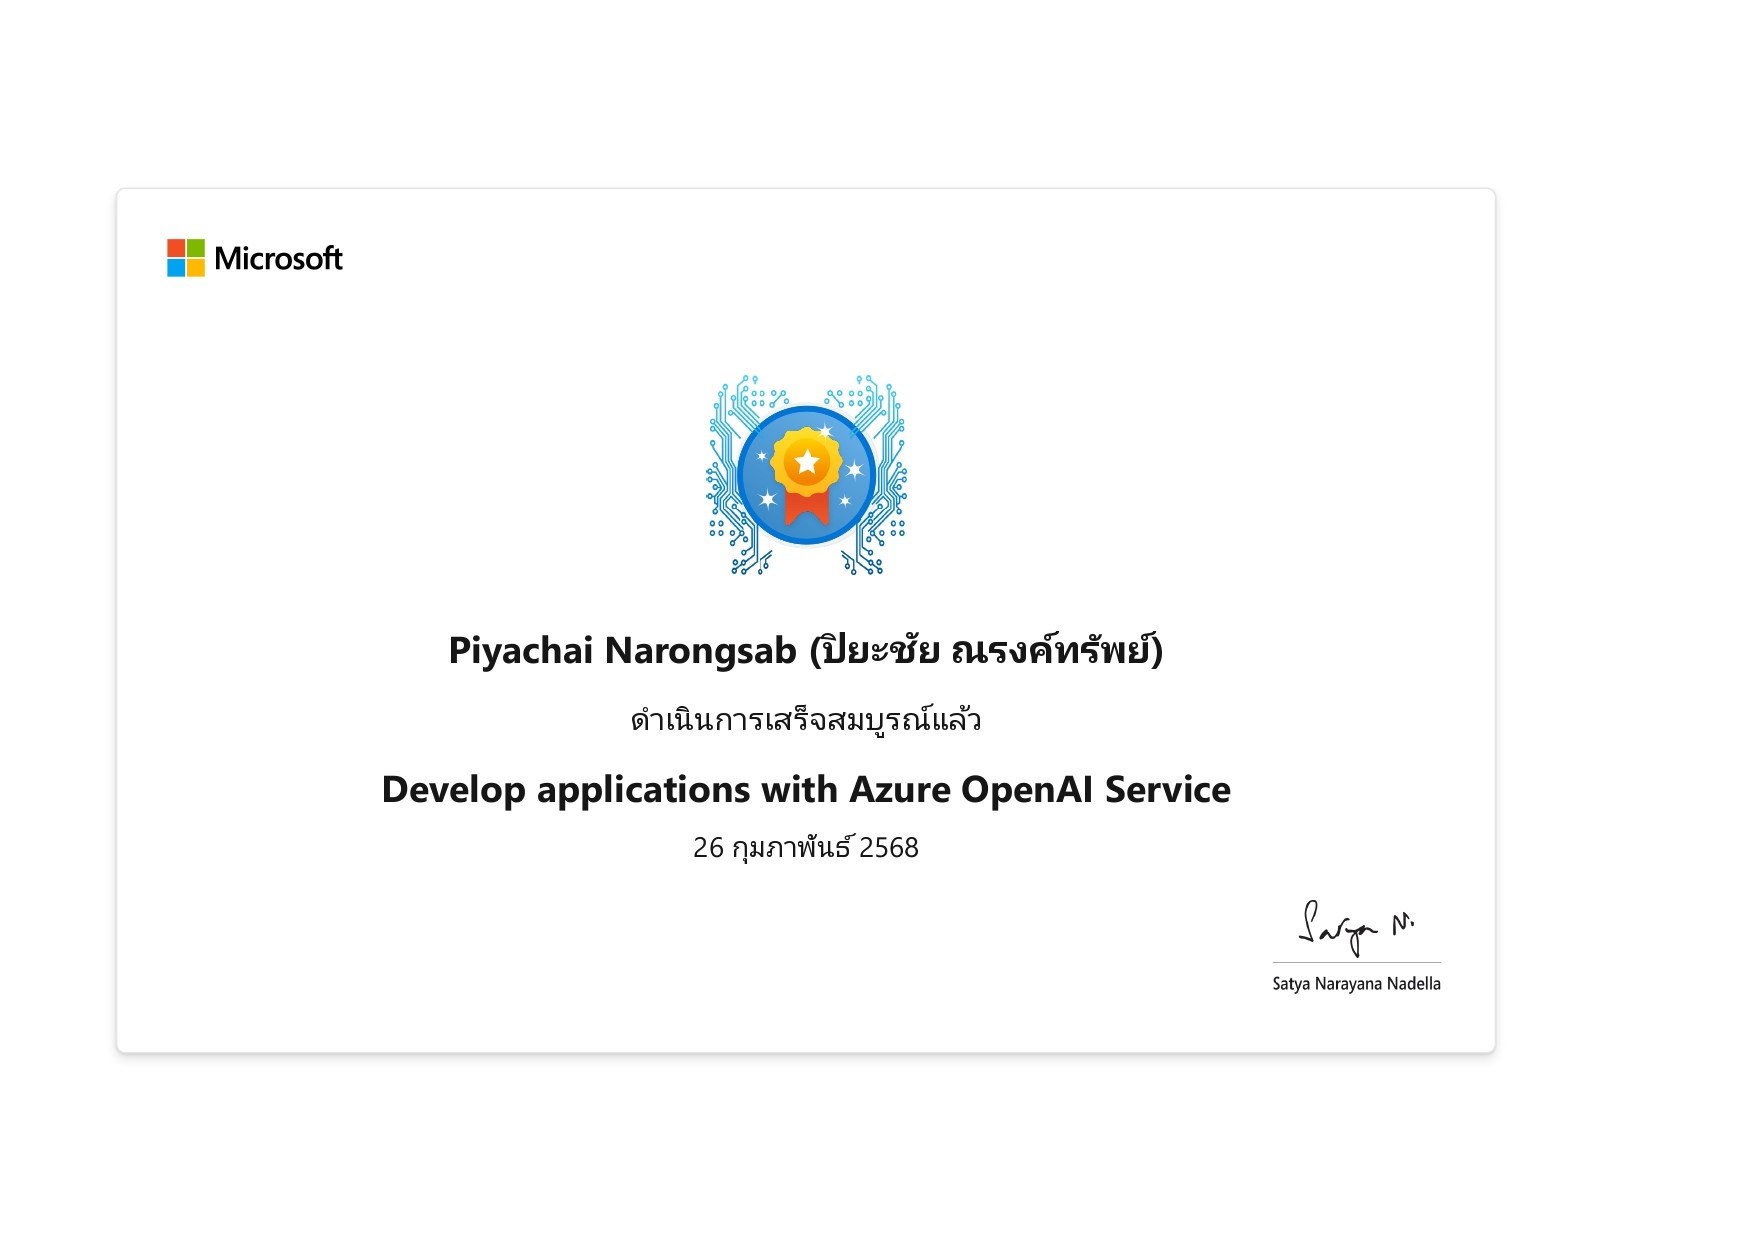 Microsoft
Piyachai Narongsab (ปิยะชัย ณรงค์ทรัพย์)
ดำเนินการเสร็จสมบูรณ์แล้ว
Develop applications with Azure OpenAI Service
26 กุมภาพันธ์ 2568
Satya N.
Satya Narayana Nadella